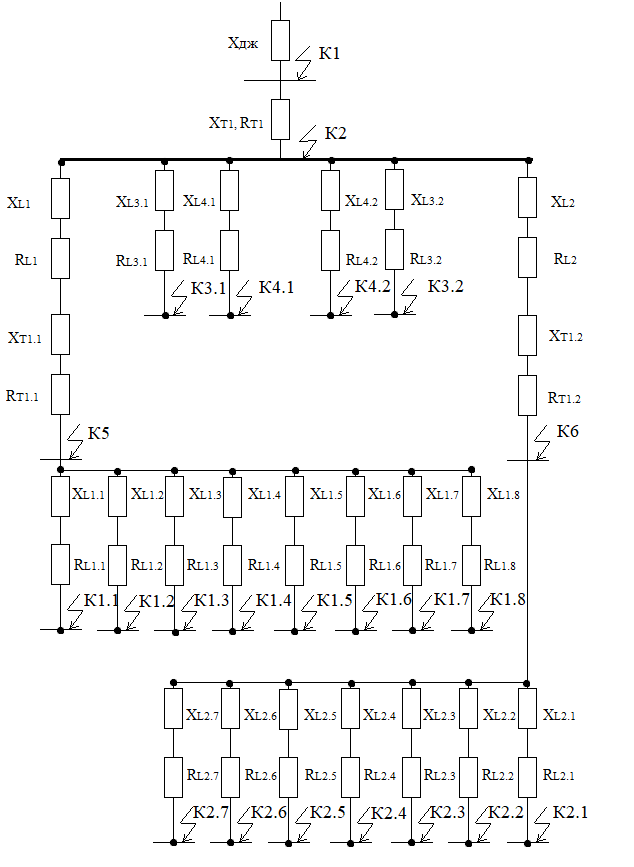 XДЖ
K1
XT1, RT1
K2
XL1 XL3.1 XL4.1 XL4.2 XL3.2 XL2
RL1 RL3.1 RL4.1 RL4.2 RL3.2 RL2
K3.1 K4.1 K4.2 K3.2
XT1.1 XT1.2
RT1.1 RT1.2
K5 K6
XL1.1 XL1.2 XL1.3 XL1.4 XL1.5 XL1.6 XL1.7 XL1.8
RL1.1 RL1.2 RL1.3 RL1.4 RL1.5 RL1.6 RL1.7 RL1.8
K1.1 K1.2 K1.3 K1.4 K1.5 K1.6 K1.7 K1.8
XL2.7 XL2.6 XL2.5 XL2.4 XL2.3 XL2.2 XL2.1
RL2.7 RL2.6 RL2.5 RL2.4 RL2.3 RL2.2 RL2.1
K2.7 K2.6 K2.5 K2.4 K2.3 K2.2 K2.1